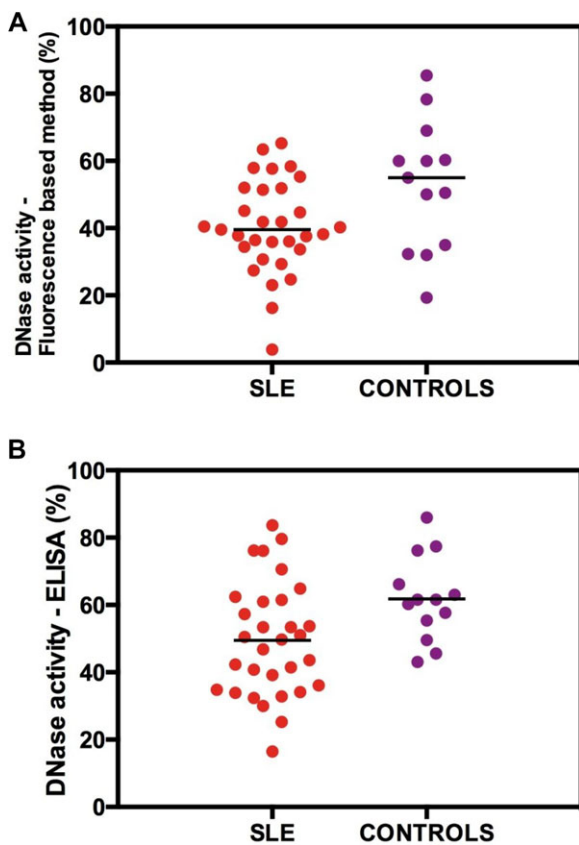 A
DNase activity -
Fluorescence based method (%)
100
80
60
40
20
0
SLE CONTROLS
B
DNase activity - ELISA (%)
100
80
60
40
20
0
SLE CONTROLS